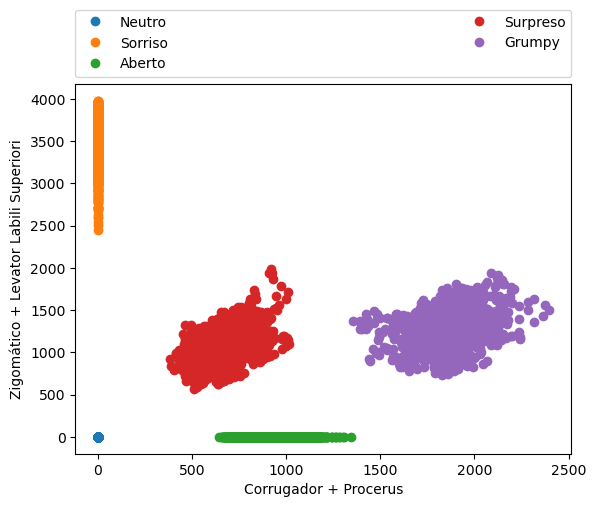 Neutro
Sorriso
Aberto
Surpreso
Grumpy
4000
3500
3000
2500
2000
1500
1000
500
0
Zigomático + Levator Labili Superiori
0 500 1000 1500 2000 2500
Corrugador + Procerus